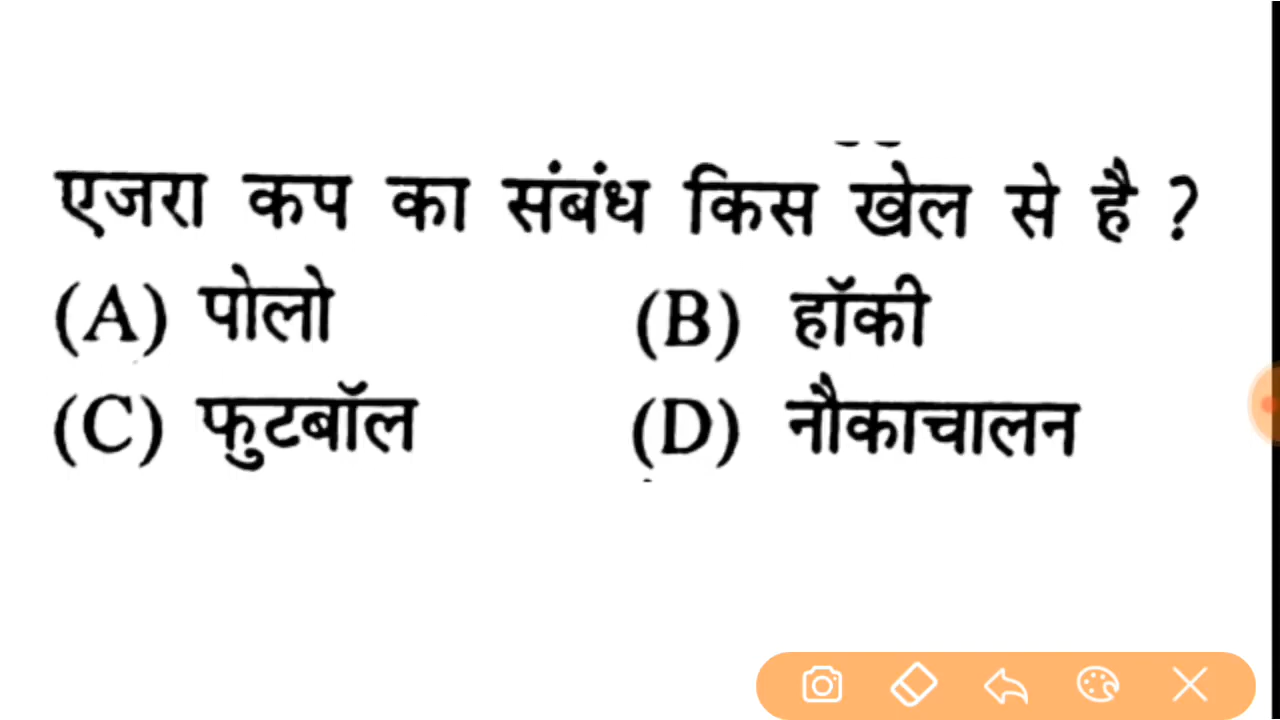 एजरा कप का संबंध किस खेल से है ?
(A) पोलो (B) हॉकी
(C) फुटबॉल (D) नौकाचालन